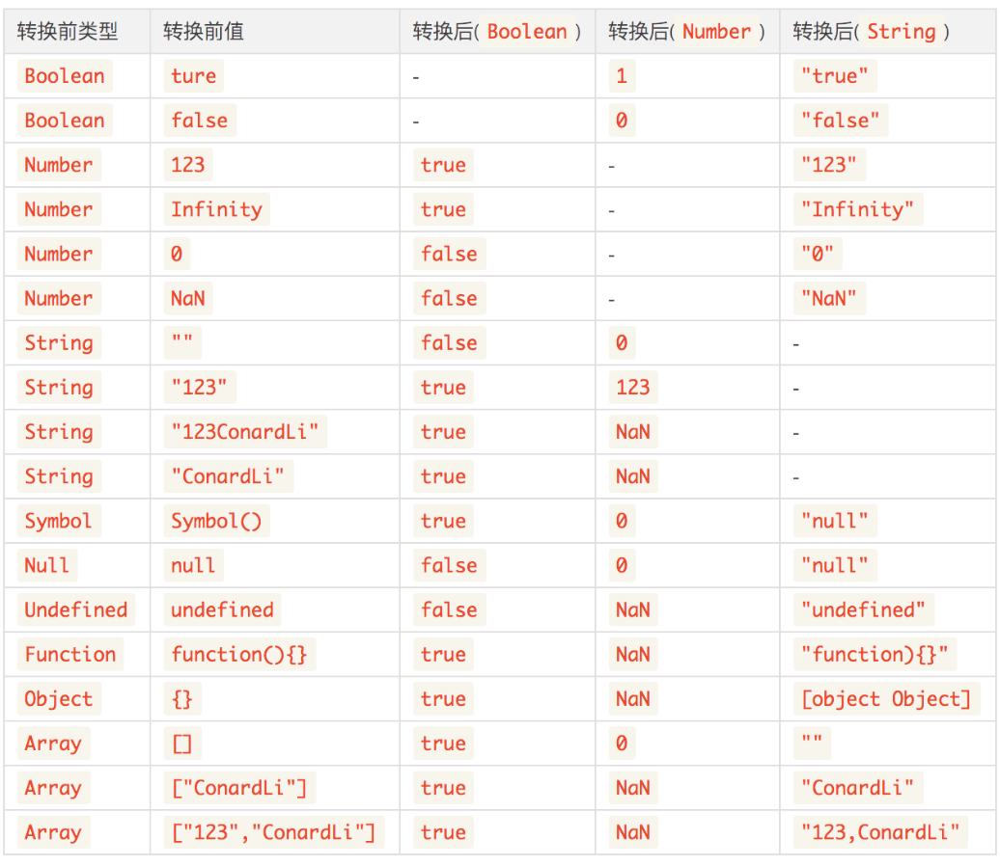 转换前类型 转换前值 转换后( Boolean ) 转换后( Number ) 转换后( String )
Boolean ture - 1 "true"
Boolean false - 0 "false"
Number 123 true - "123"
Number Infinity true - "Infinity"
Number 0 false - "0"
Number NaN false - "NaN"
String "" false 0 -
String "123" true 123 -
String "123ConardLi" true NaN -
String "ConardLi" true NaN -
Symbol Symbol() true 0 "null"
Null null false 0 "null"
Undefined undefined false NaN "undefined"
Function function(){} true NaN "function){}"
Object {} true NaN [object Object]
Array [] true 0 ""
Array ["ConardLi"] true NaN "ConardLi"
Array ["123","ConardLi"] true NaN "123,ConardLi"